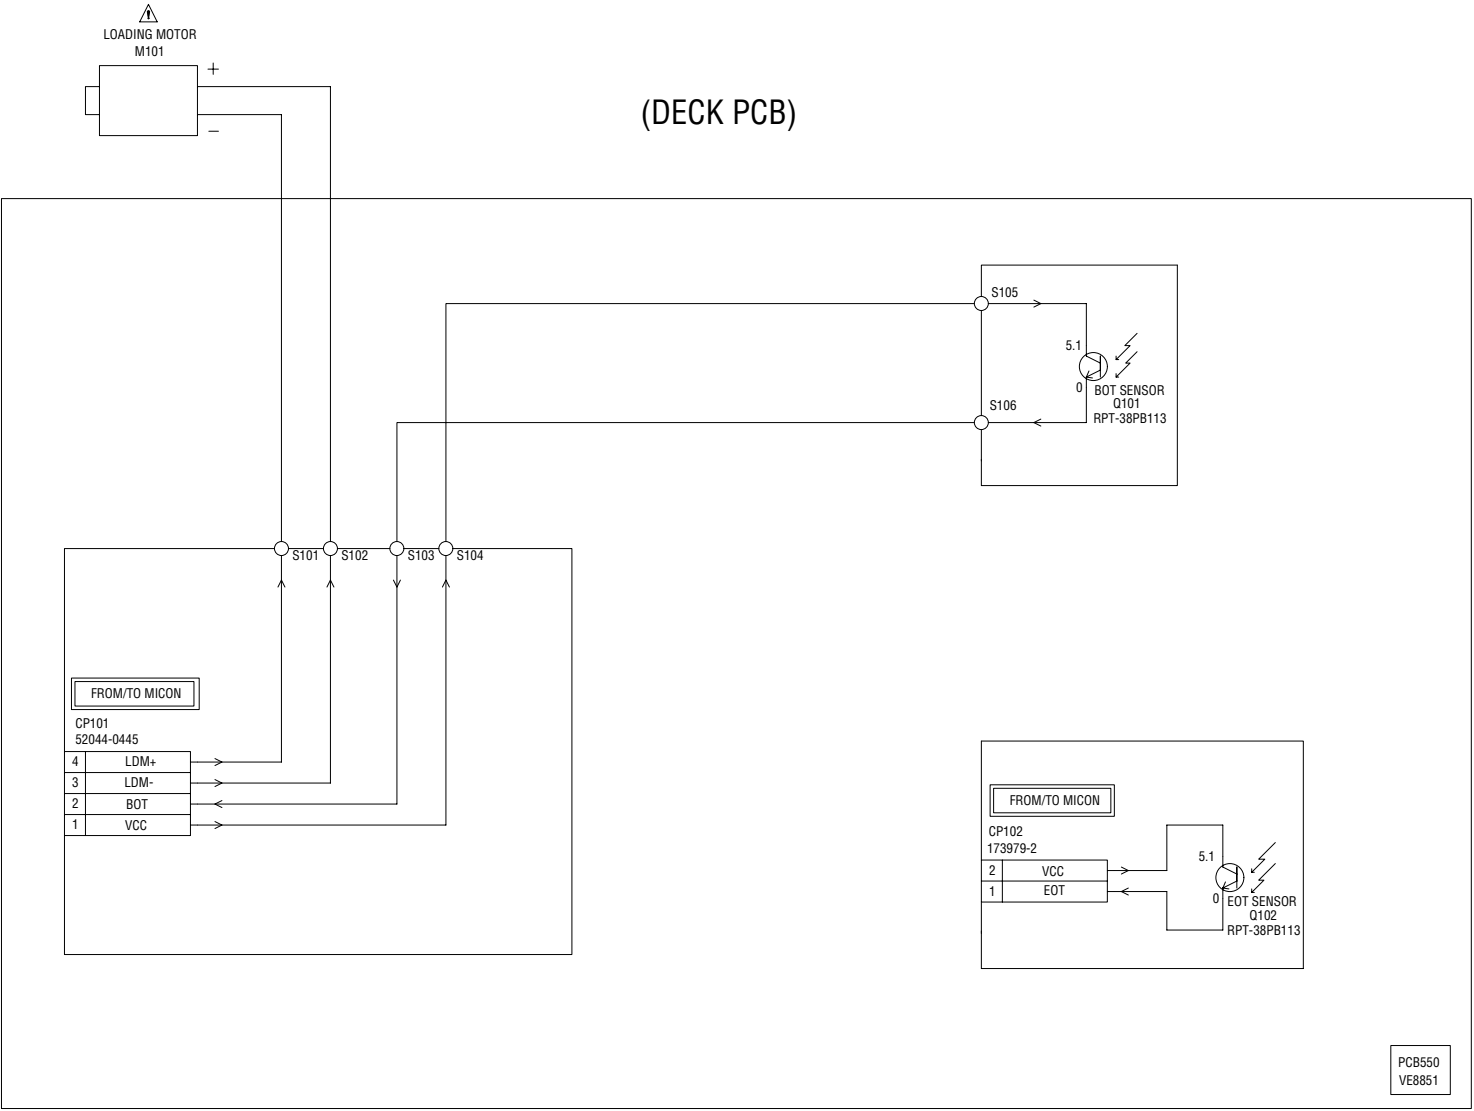 LOADING MOTOR
M101
+
–
(DECK PCB)
S105
5.1
0
BOT SENSOR
Q101
RPT-38PB113
S106
S101
S102
S103
S104
FROM/TO MICON
CP101
52044-0445
4 LDM+
3 LDM-
2 BOT
1 VCC
FROM/TO MICON
CP102
173979-2
2 VCC
1 EOT
5.1
0
EOT SENSOR
Q102
RPT-38PB113
PCB550
VE8851